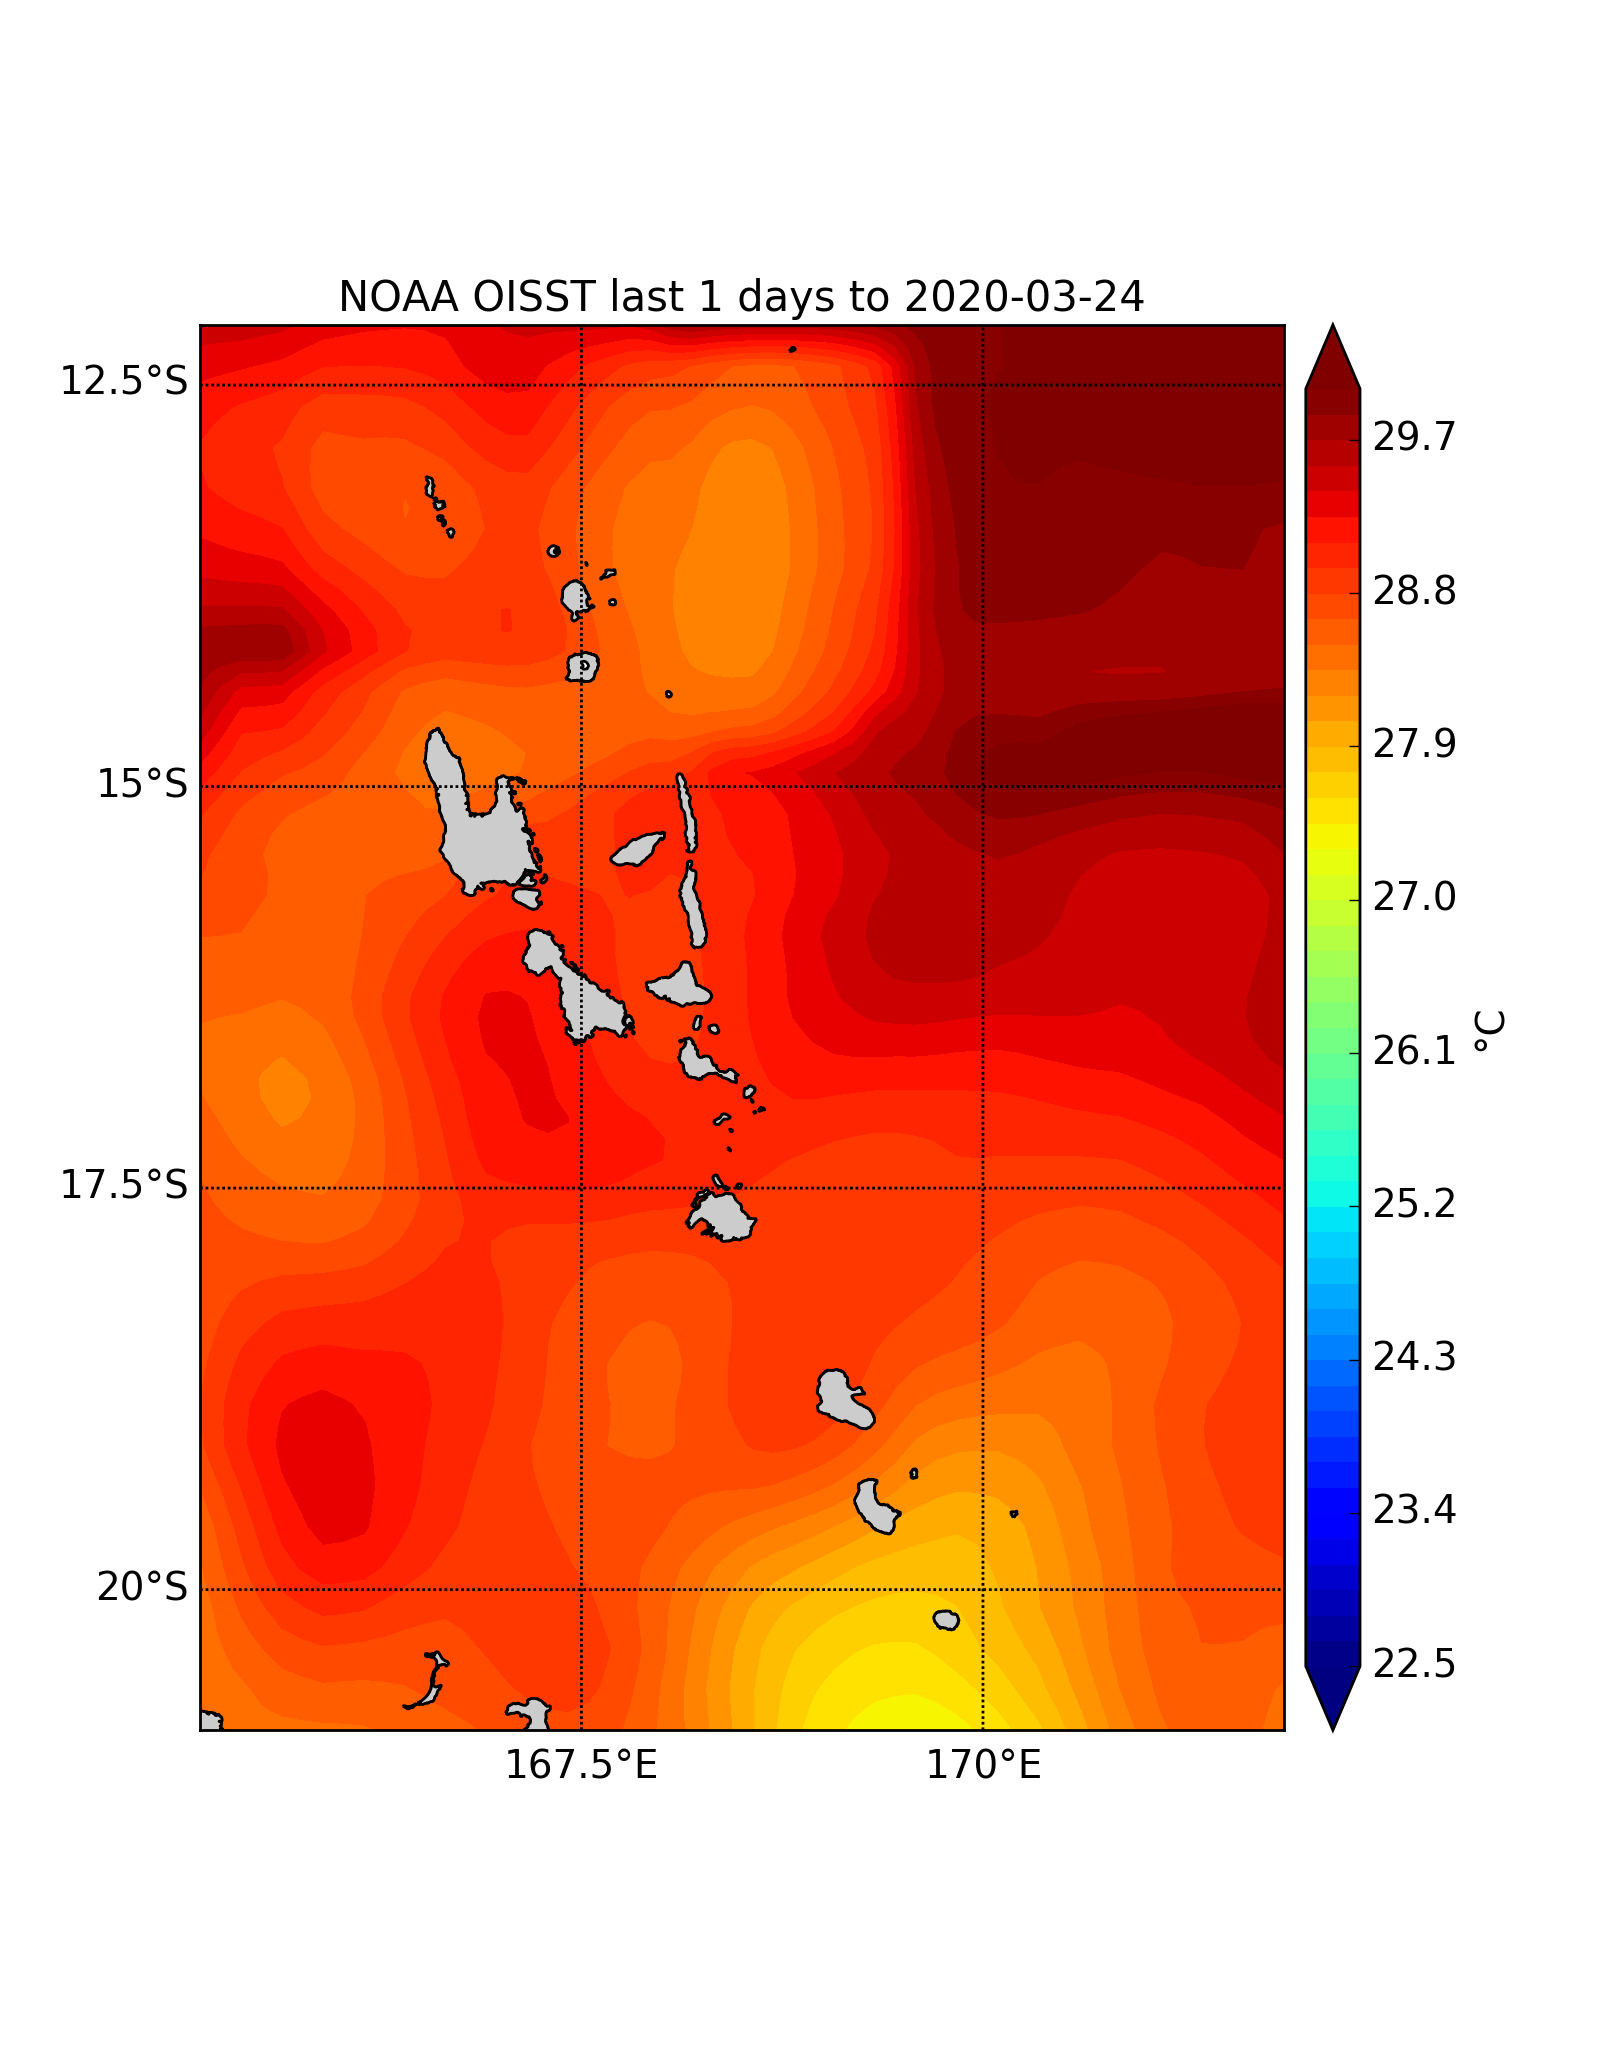 NOAA OISST last 1 days to 2020-03-24
12.5°S
15°S
17.5°S
20°S
167.5°E
170°E
29.7
28.8
27.9
27.0
26.1
25.2
24.3
23.4
22.5
°C